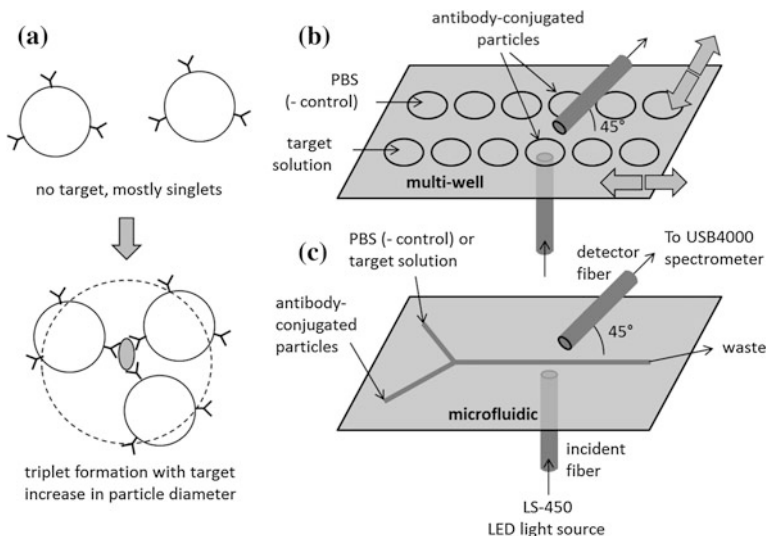 (a)
no target, mostly singlets
triplet formation with target
increase in particle diameter
(b)
antibody-conjugated
particles
PBS
(- control)
target
solution
45°
multi-well
(c)
PBS (- control) or
target solution
antibody-
conjugated
particles
detector
fiber
To USB4000
spectrometer
45°
waste
microfluidic
incident
fiber
LS-450
LED light source